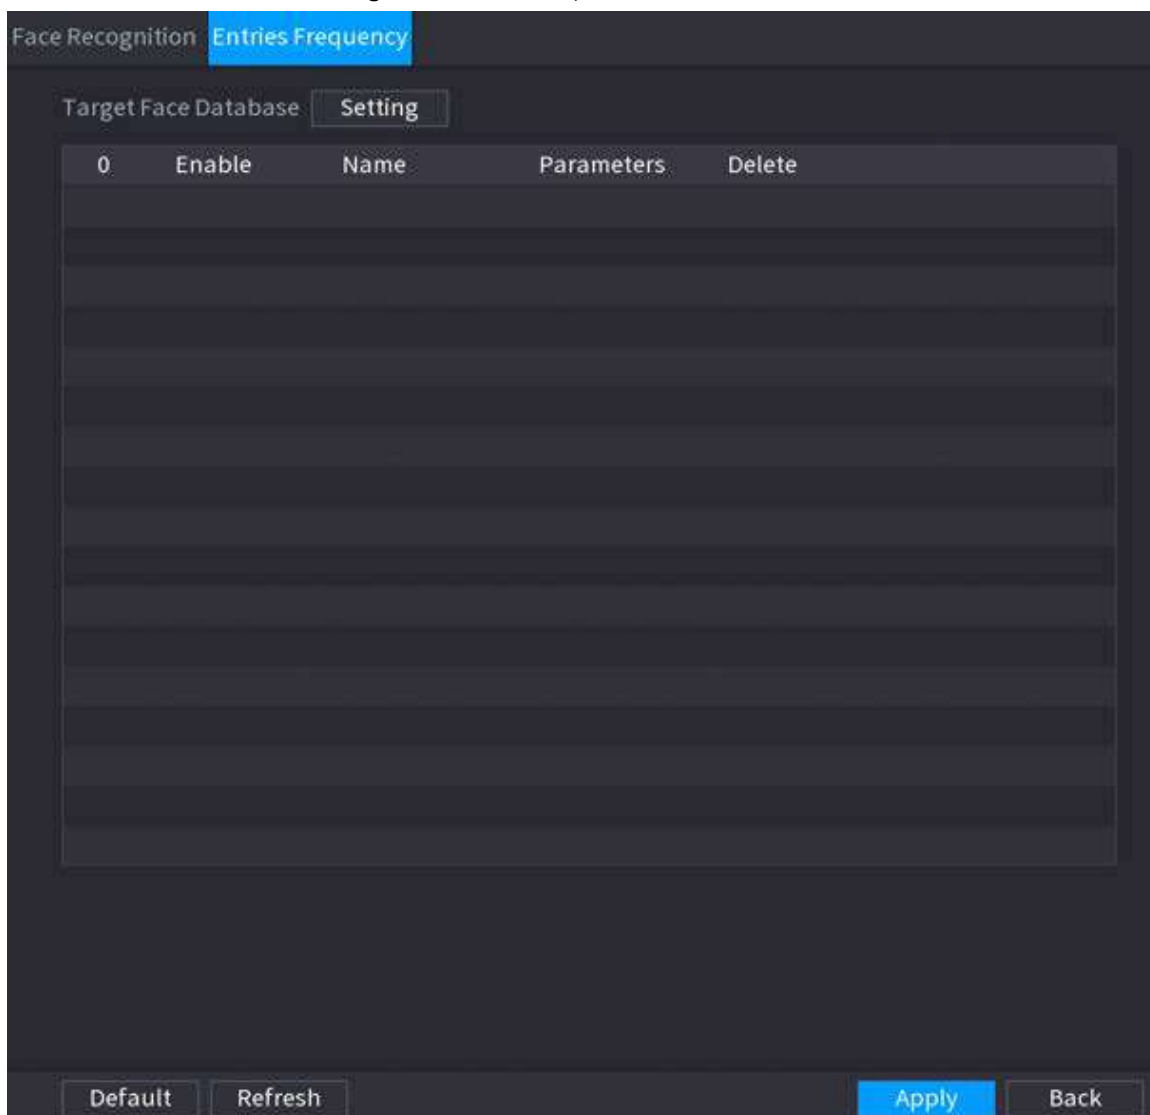 Face Recognition Entries Frequency
Target Face Database Setting
0 Enable Name Parameters Delete
Default Refresh Apply Back